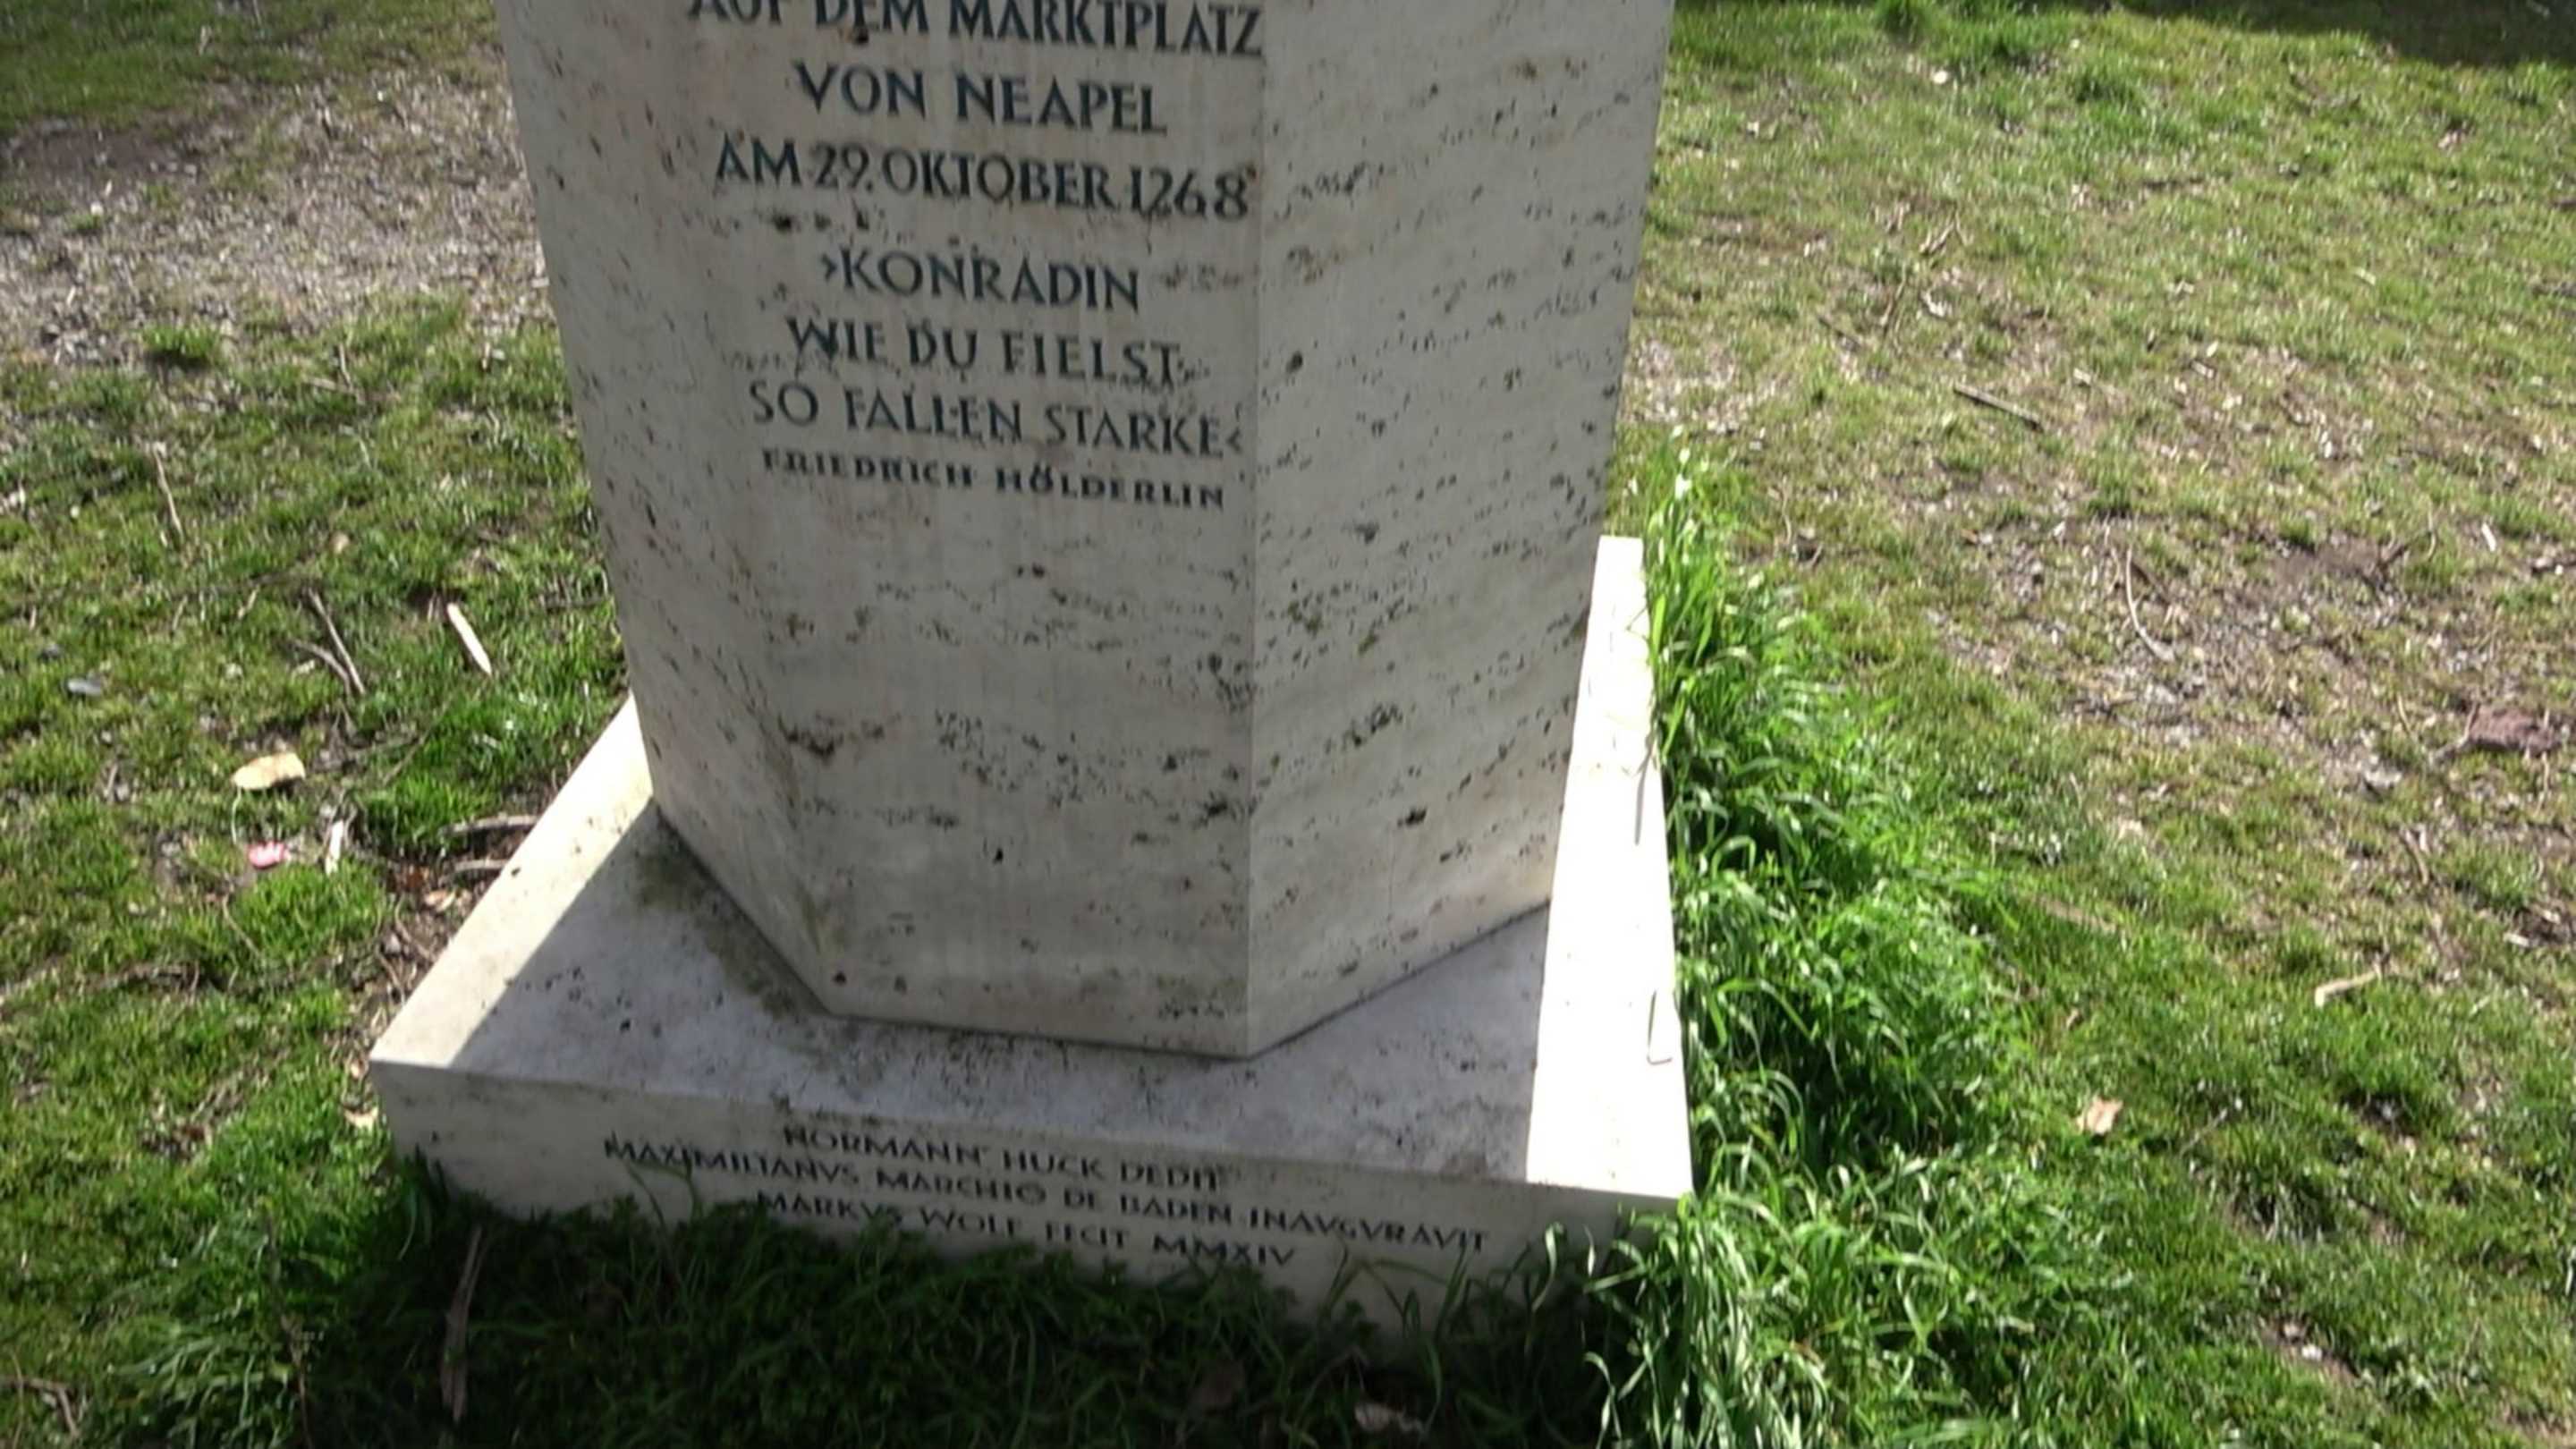 AUF DEM MARKTPLATZ
VON NEAPEL
AM 29. OKTOBER 1268
›KONRADIN
WIE DU FIELST
SO FALLEN STARKE‹
FRIEDRICH HÖLDERLIN
NORMANN HUCK DEDIT
MAXIMILIANVS MARCHIO DE BADEN INAVGVRAVIT
MARKVS WOLF FECIT MMXIV